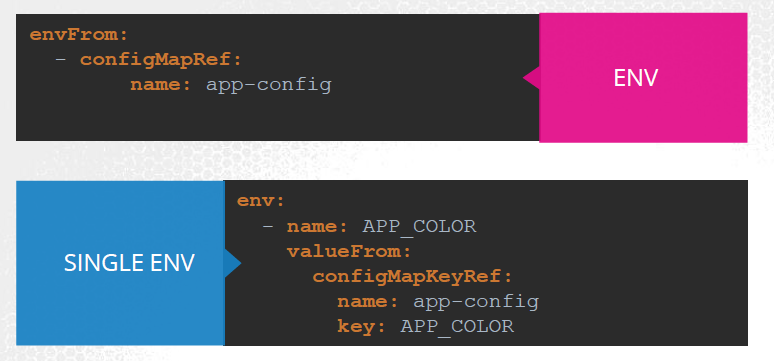 envFrom:
  - configMapRef:
        name: app-config
ENV
SINGLE ENV
env:
  - name: APP_COLOR
    valueFrom:
      configMapKeyRef:
        name: app-config
        key: APP_COLOR